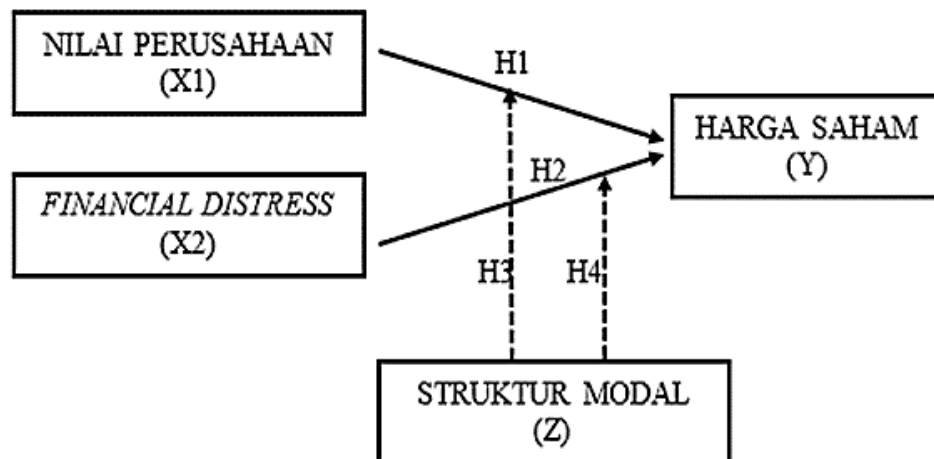 NILAI PERUSAHAAN
(X1)
H1
HARGA SAHAM
(Y)
FINANCIAL DISTRESS
(X2)
H2
H3
H4
STRUKTUR MODAL
(Z)